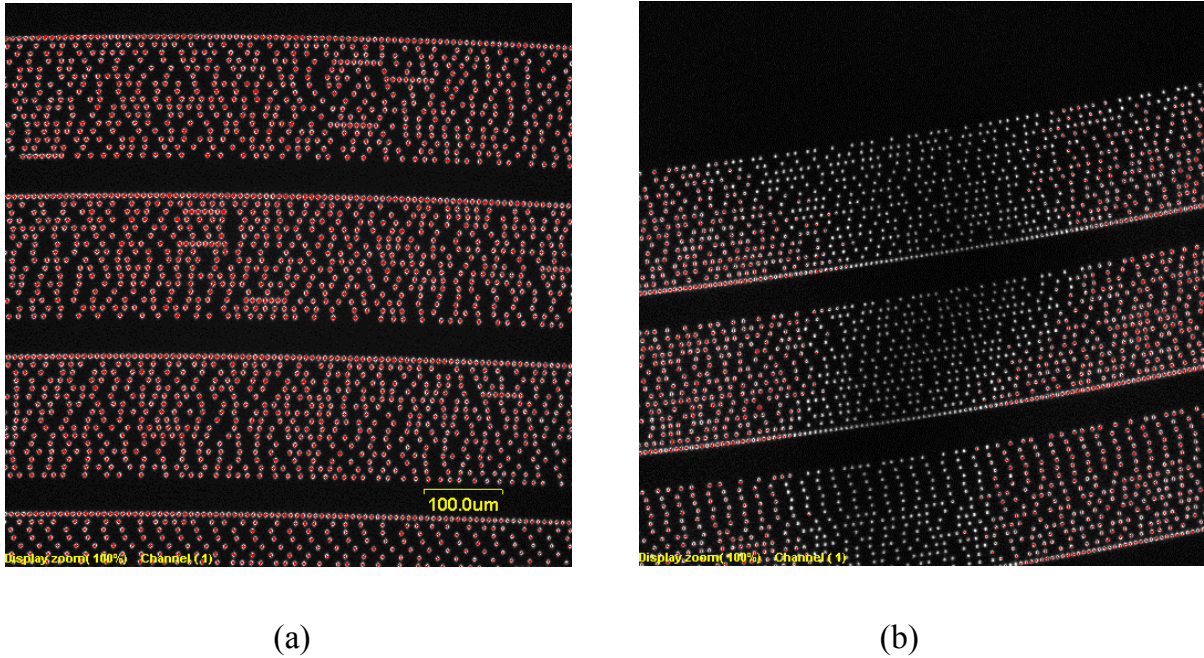 100.0um
Display zoom( 100%) Channel ( 1)
Display zoom( 100%) Channel ( 1)
(a)
(b)